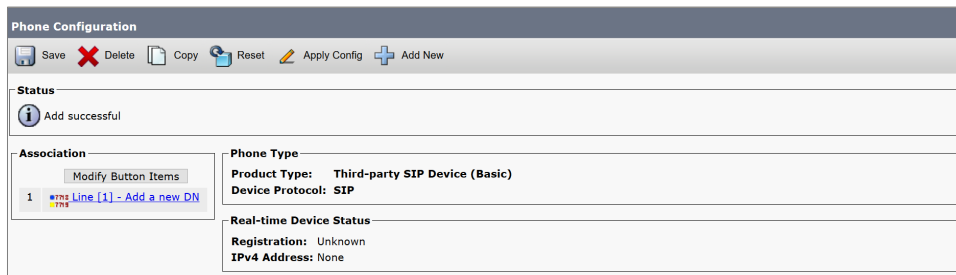 Phone Configuration
Save Delete Copy Reset Apply Config Add New
Status
Add successful
Association
Modify Button Items
1 Line [1] - Add a new DN
Phone Type
Product Type: Third-party SIP Device (Basic)
Device Protocol: SIP
Real-time Device Status
Registration: Unknown
IPv4 Address: None